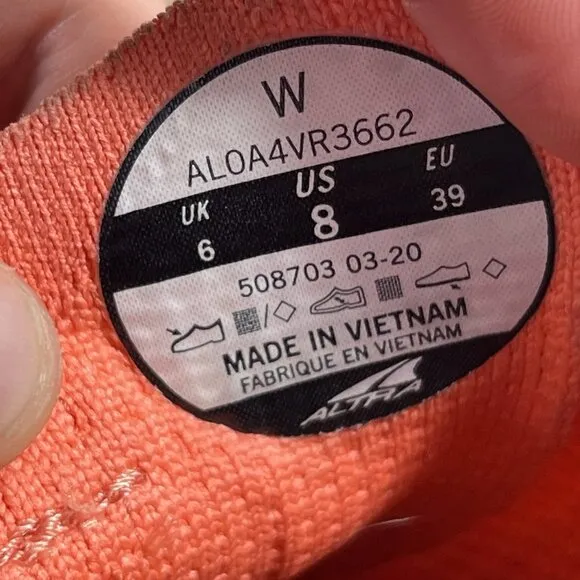 W
AL0A4VR3662
UK US EU
6 8 39
508703 03-20
MADE IN VIETNAM
FABRIQUE EN VIETNAM
ALTRA